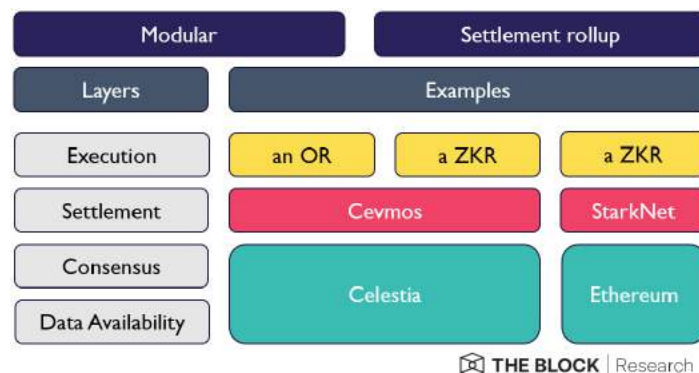 Modular
Settlement rollup
Layers
Examples
Execution
an OR
a ZKR
a ZKR
Settlement
Cevmos
StarkNet
Consensus
Celestia
Ethereum
Data Availability
THE BLOCK | Research